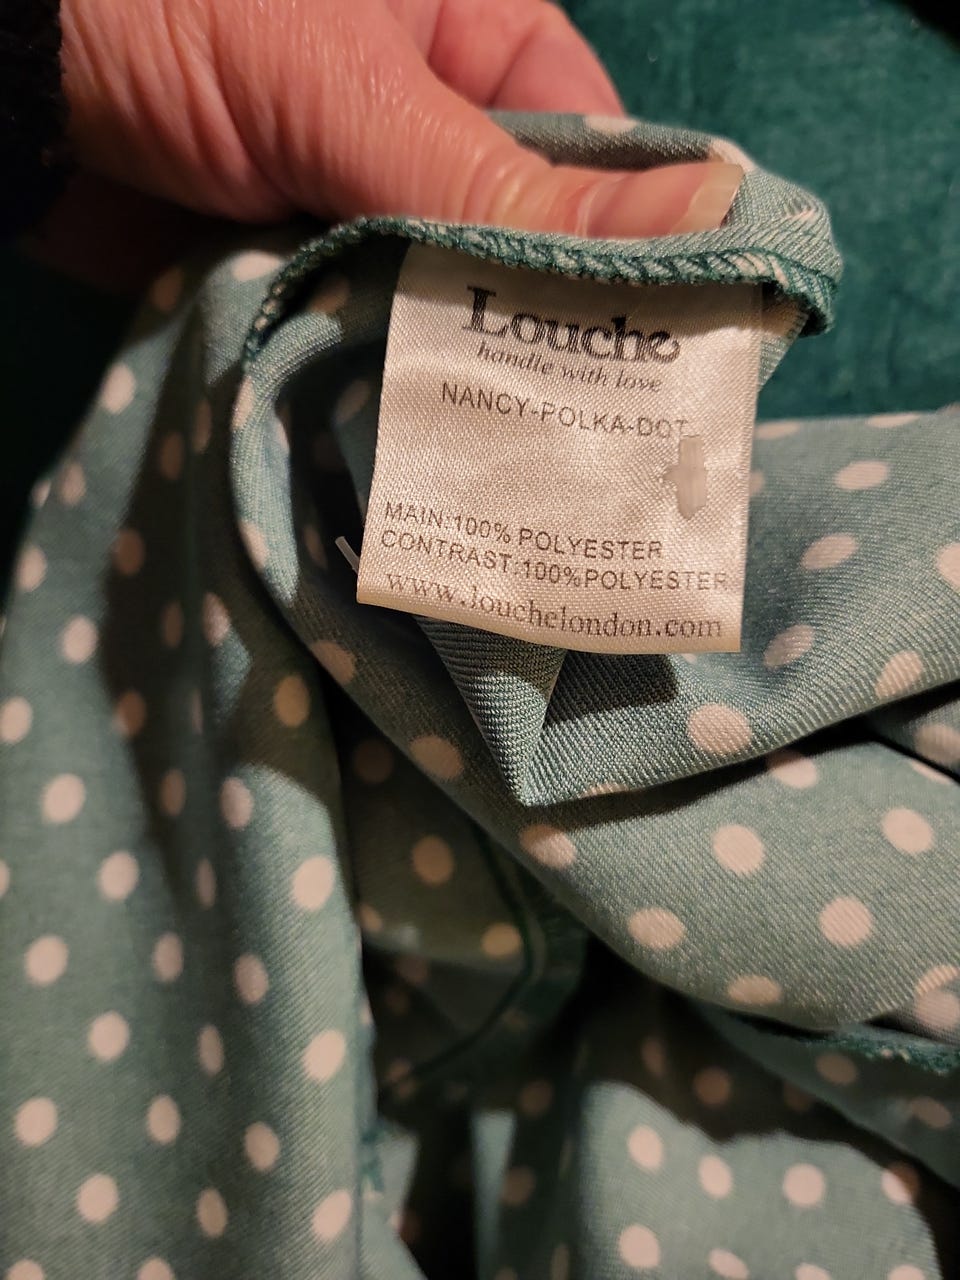 Louche
handle with love
NANCY-POLKA-DOT
MAIN:100% POLYESTER
CONTRAST:100%POLYESTER
www.louchelondon.com